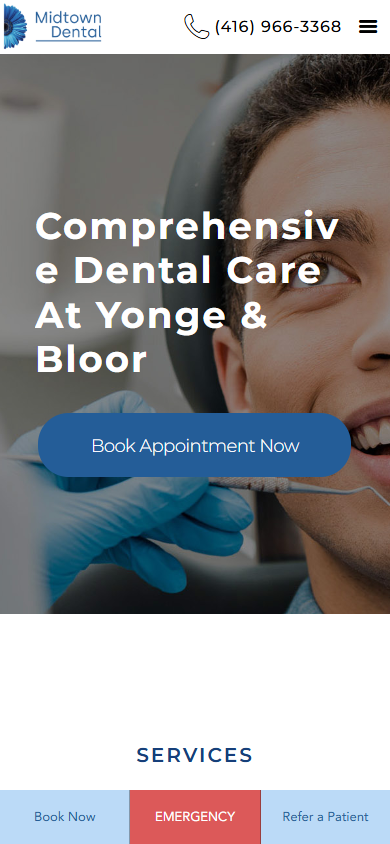 Midtown
Dental
(416) 966-3368
Comprehensiv
e Dental Care
At Yonge &
Bloor
Book Appointment Now
SERVICES
Book Now
EMERGENCY
Refer a Patient